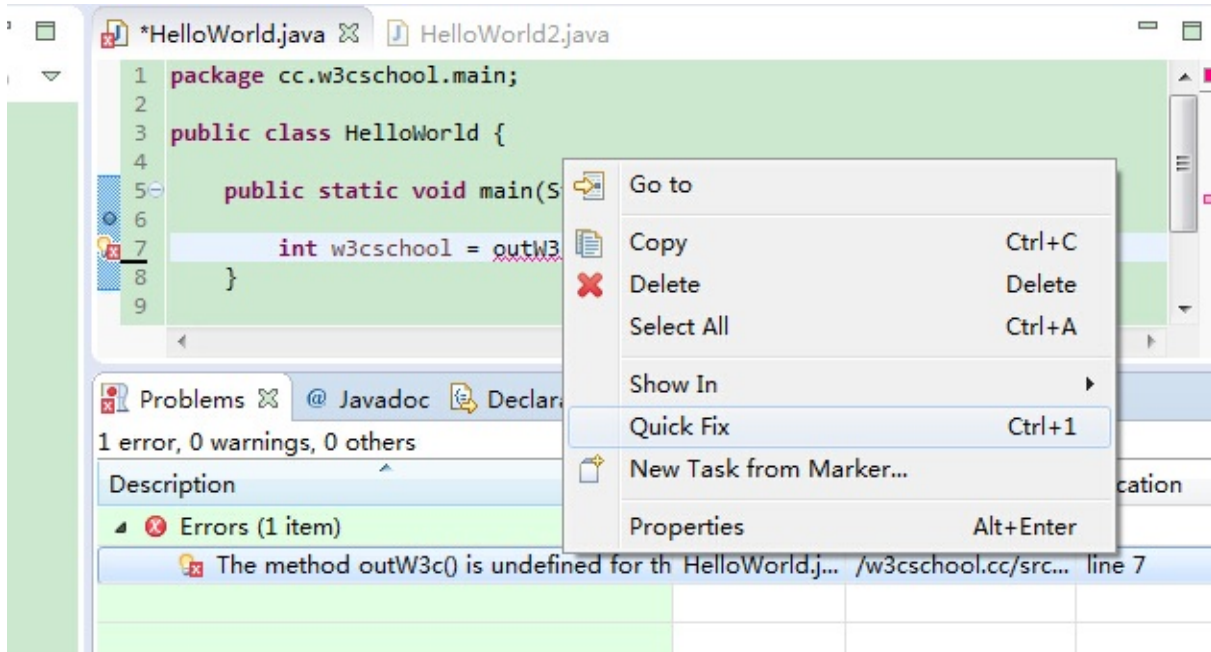 *HelloWorld.java HelloWorld2.java
1 package cc.w3cschool.main;
2
3 public class HelloWorld {
4
5 public static void main(S
6
7 int w3cschool = outW3
8 }
9
Go to
Copy Ctrl+C
Delete Delete
Select All Ctrl+A
Show In
Quick Fix Ctrl+1
New Task from Marker...
Properties Alt+Enter
Problems @ Javadoc Declar
1 error, 0 warnings, 0 others
Description cation
Errors (1 item)
The method outW3c() is undefined for th HelloWorld.j... /w3cschool.cc/src... line 7